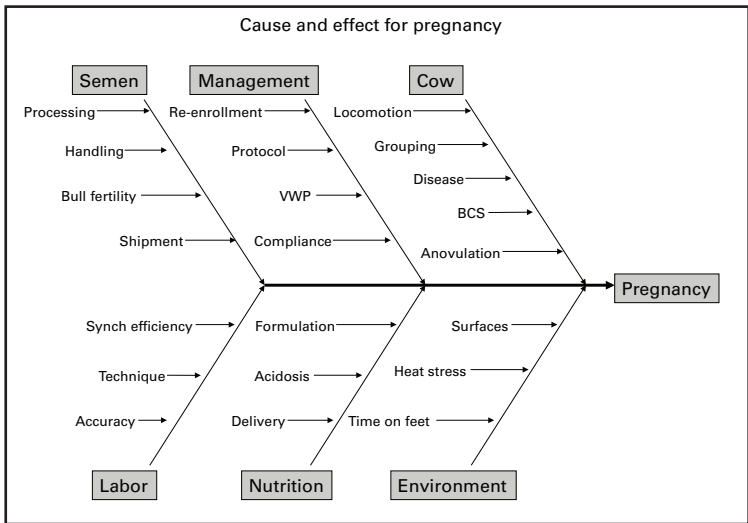 Cause and effect for pregnancy
Semen
Management
Cow
Processing
Re-enrollment
Locomotion
Handling
Protocol
Grouping
Disease
Bull fertility
VWP
BCS
Shipment
Compliance
Anovulation
Pregnancy
Synch efficiency
Formulation
Surfaces
Technique
Acidosis
Heat stress
Accuracy
Delivery
Time on feet
Labor
Nutrition
Environment